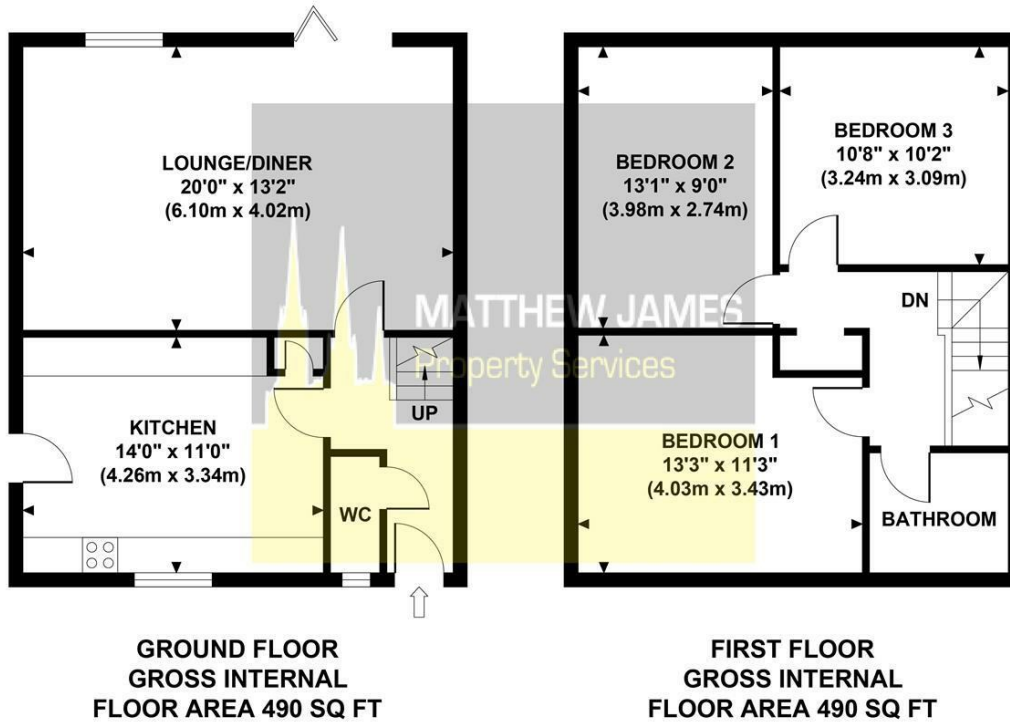 LOUNGE/DINER
20'0" x 13'2"
(6.10m x 4.02m)
KITCHEN
14'0" x 11'0"
(4.26m x 3.34m)
WC
UP
BEDROOM 2
13'1" x 9'0"
(3.98m x 2.74m)
BEDROOM 3
10'8" x 10'2"
(3.24m x 3.09m)
DN
BEDROOM 1
13'3" x 11'3"
(4.03m x 3.43m)
BATHROOM
MATTHEW JAMES
Property Services
GROUND FLOOR
GROSS INTERNAL
FLOOR AREA 490 SQ FT
FIRST FLOOR
GROSS INTERNAL
FLOOR AREA 490 SQ FT